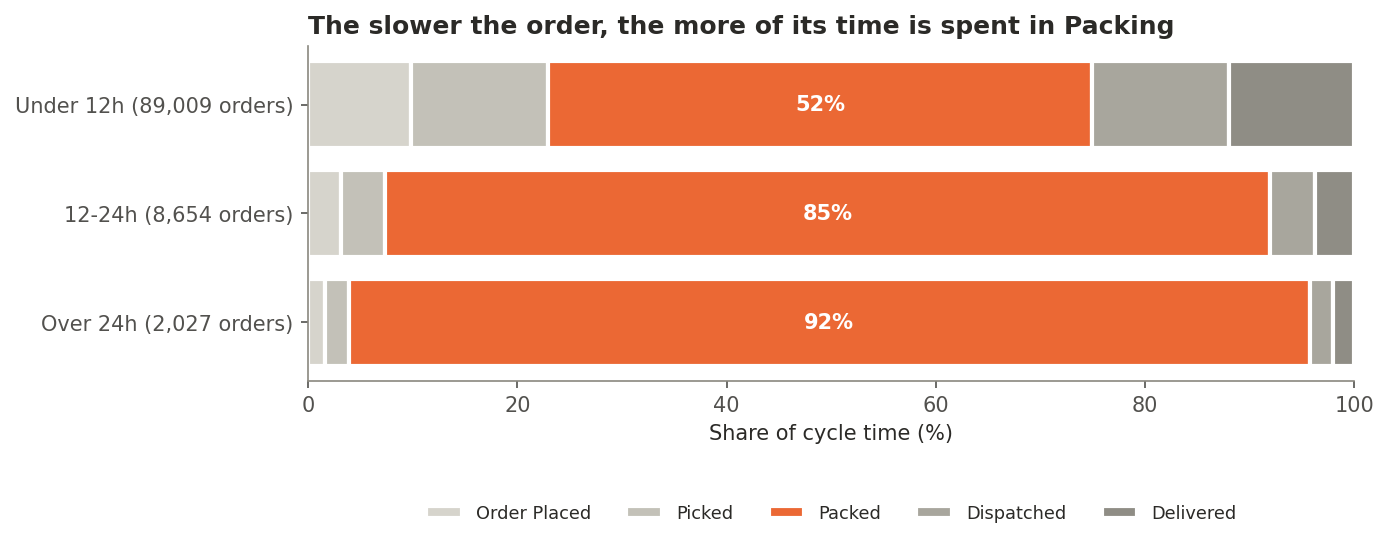 The slower the order, the more of its time is spent in Packing
Under 12h (89,009 orders)
52%
12-24h (8,654 orders)
85%
Over 24h (2,027 orders)
92%
0 20 40 60 80 100
Share of cycle time (%)
Order Placed Picked Packed Dispatched Delivered